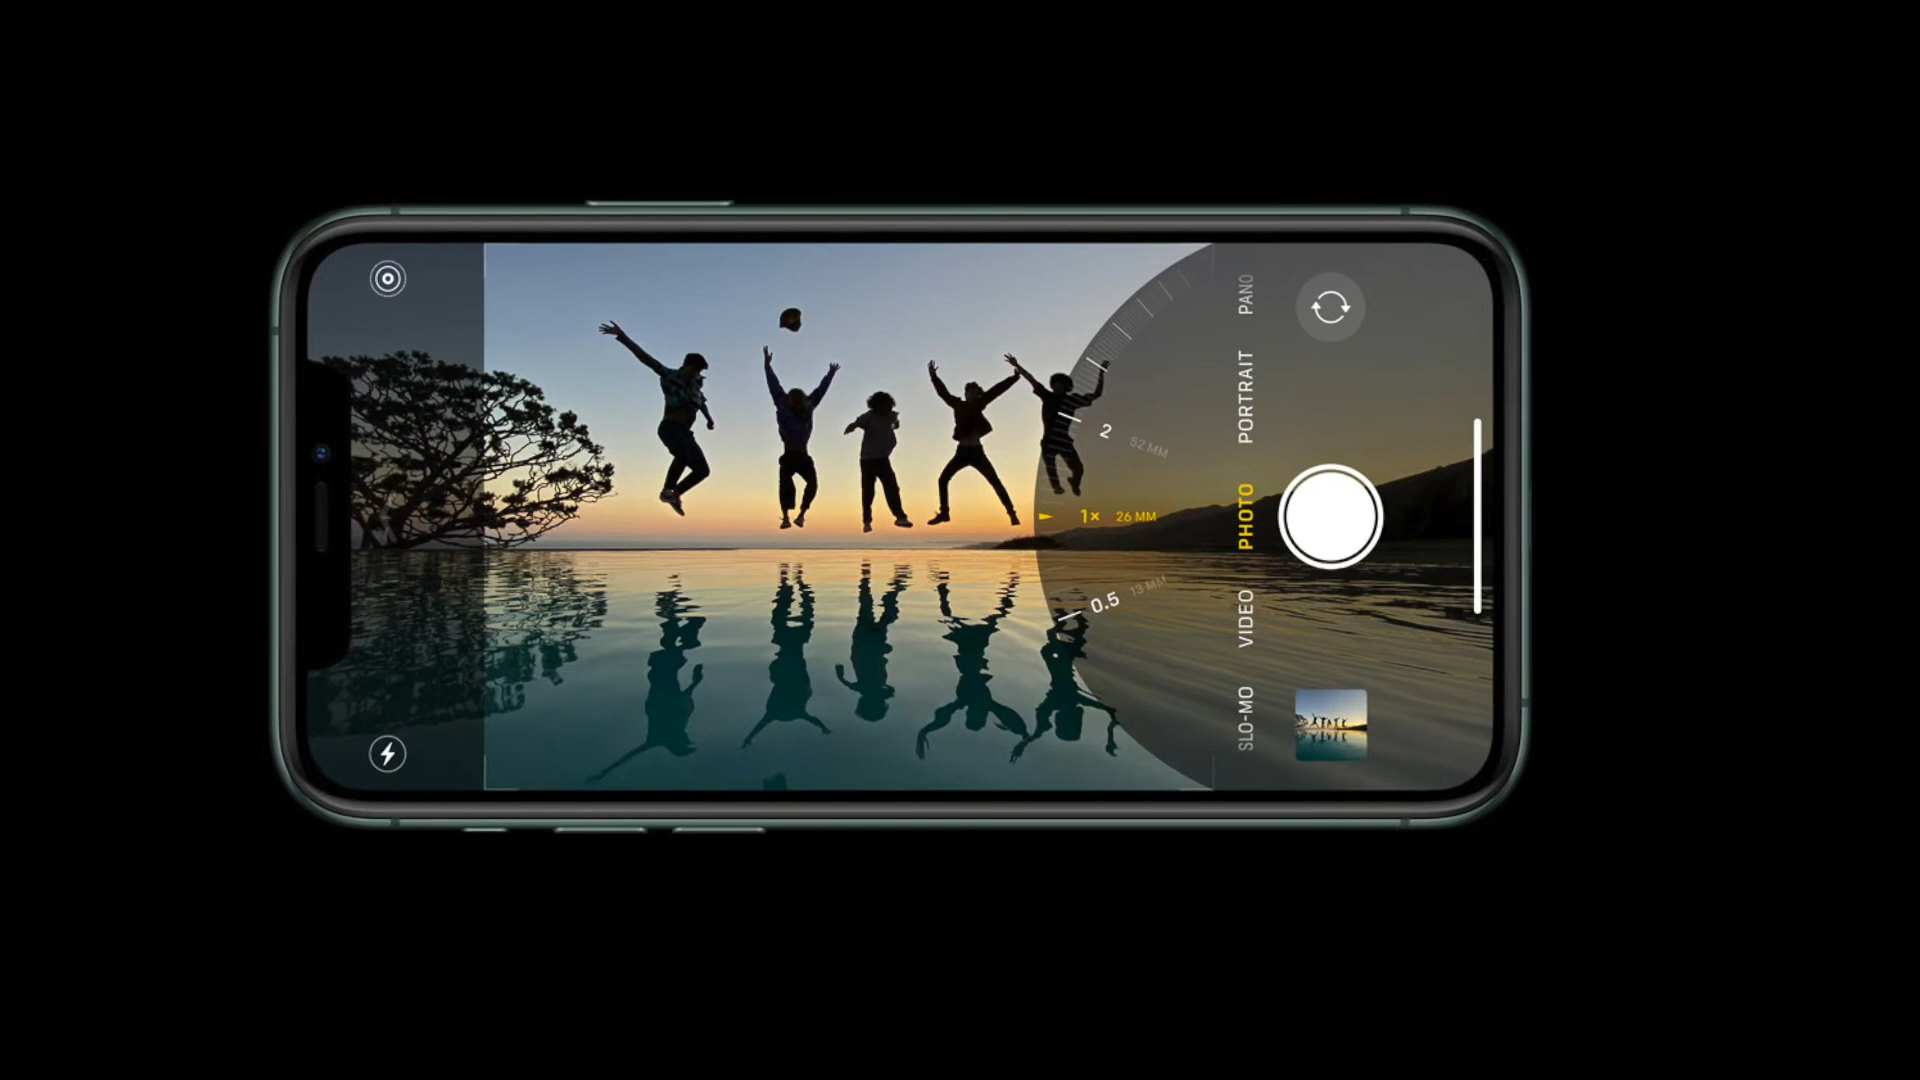 PANO
PORTRAIT
PHOTO
VIDEO
SLO-MO
2 52 MM
1× 26 MM
0.5 13 MM